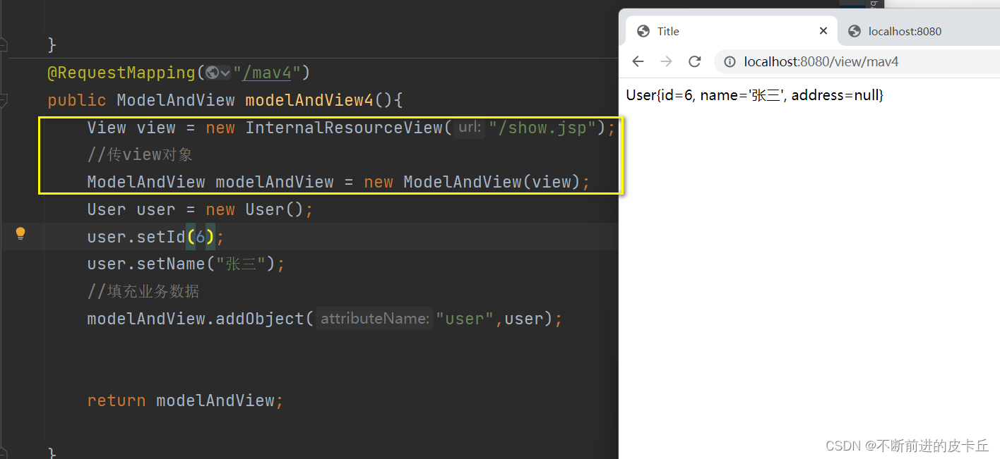 }
@RequestMapping("/mav4")
public ModelAndView modelAndView4(){
View view = new InternalResourceView( url: "/show.jsp");
//传view对象
ModelAndView modelAndView = new ModelAndView(view);
User user = new User();
user.setId(6);
user.setName("张三");
//填充业务数据
modelAndView.addObject( attributeName: "user",user);
return modelAndView;
}
Title
localhost:8080
localhost:8080/view/mav4
User{id=6, name='张三', address=null}
CSDN @不断前进的皮卡丘